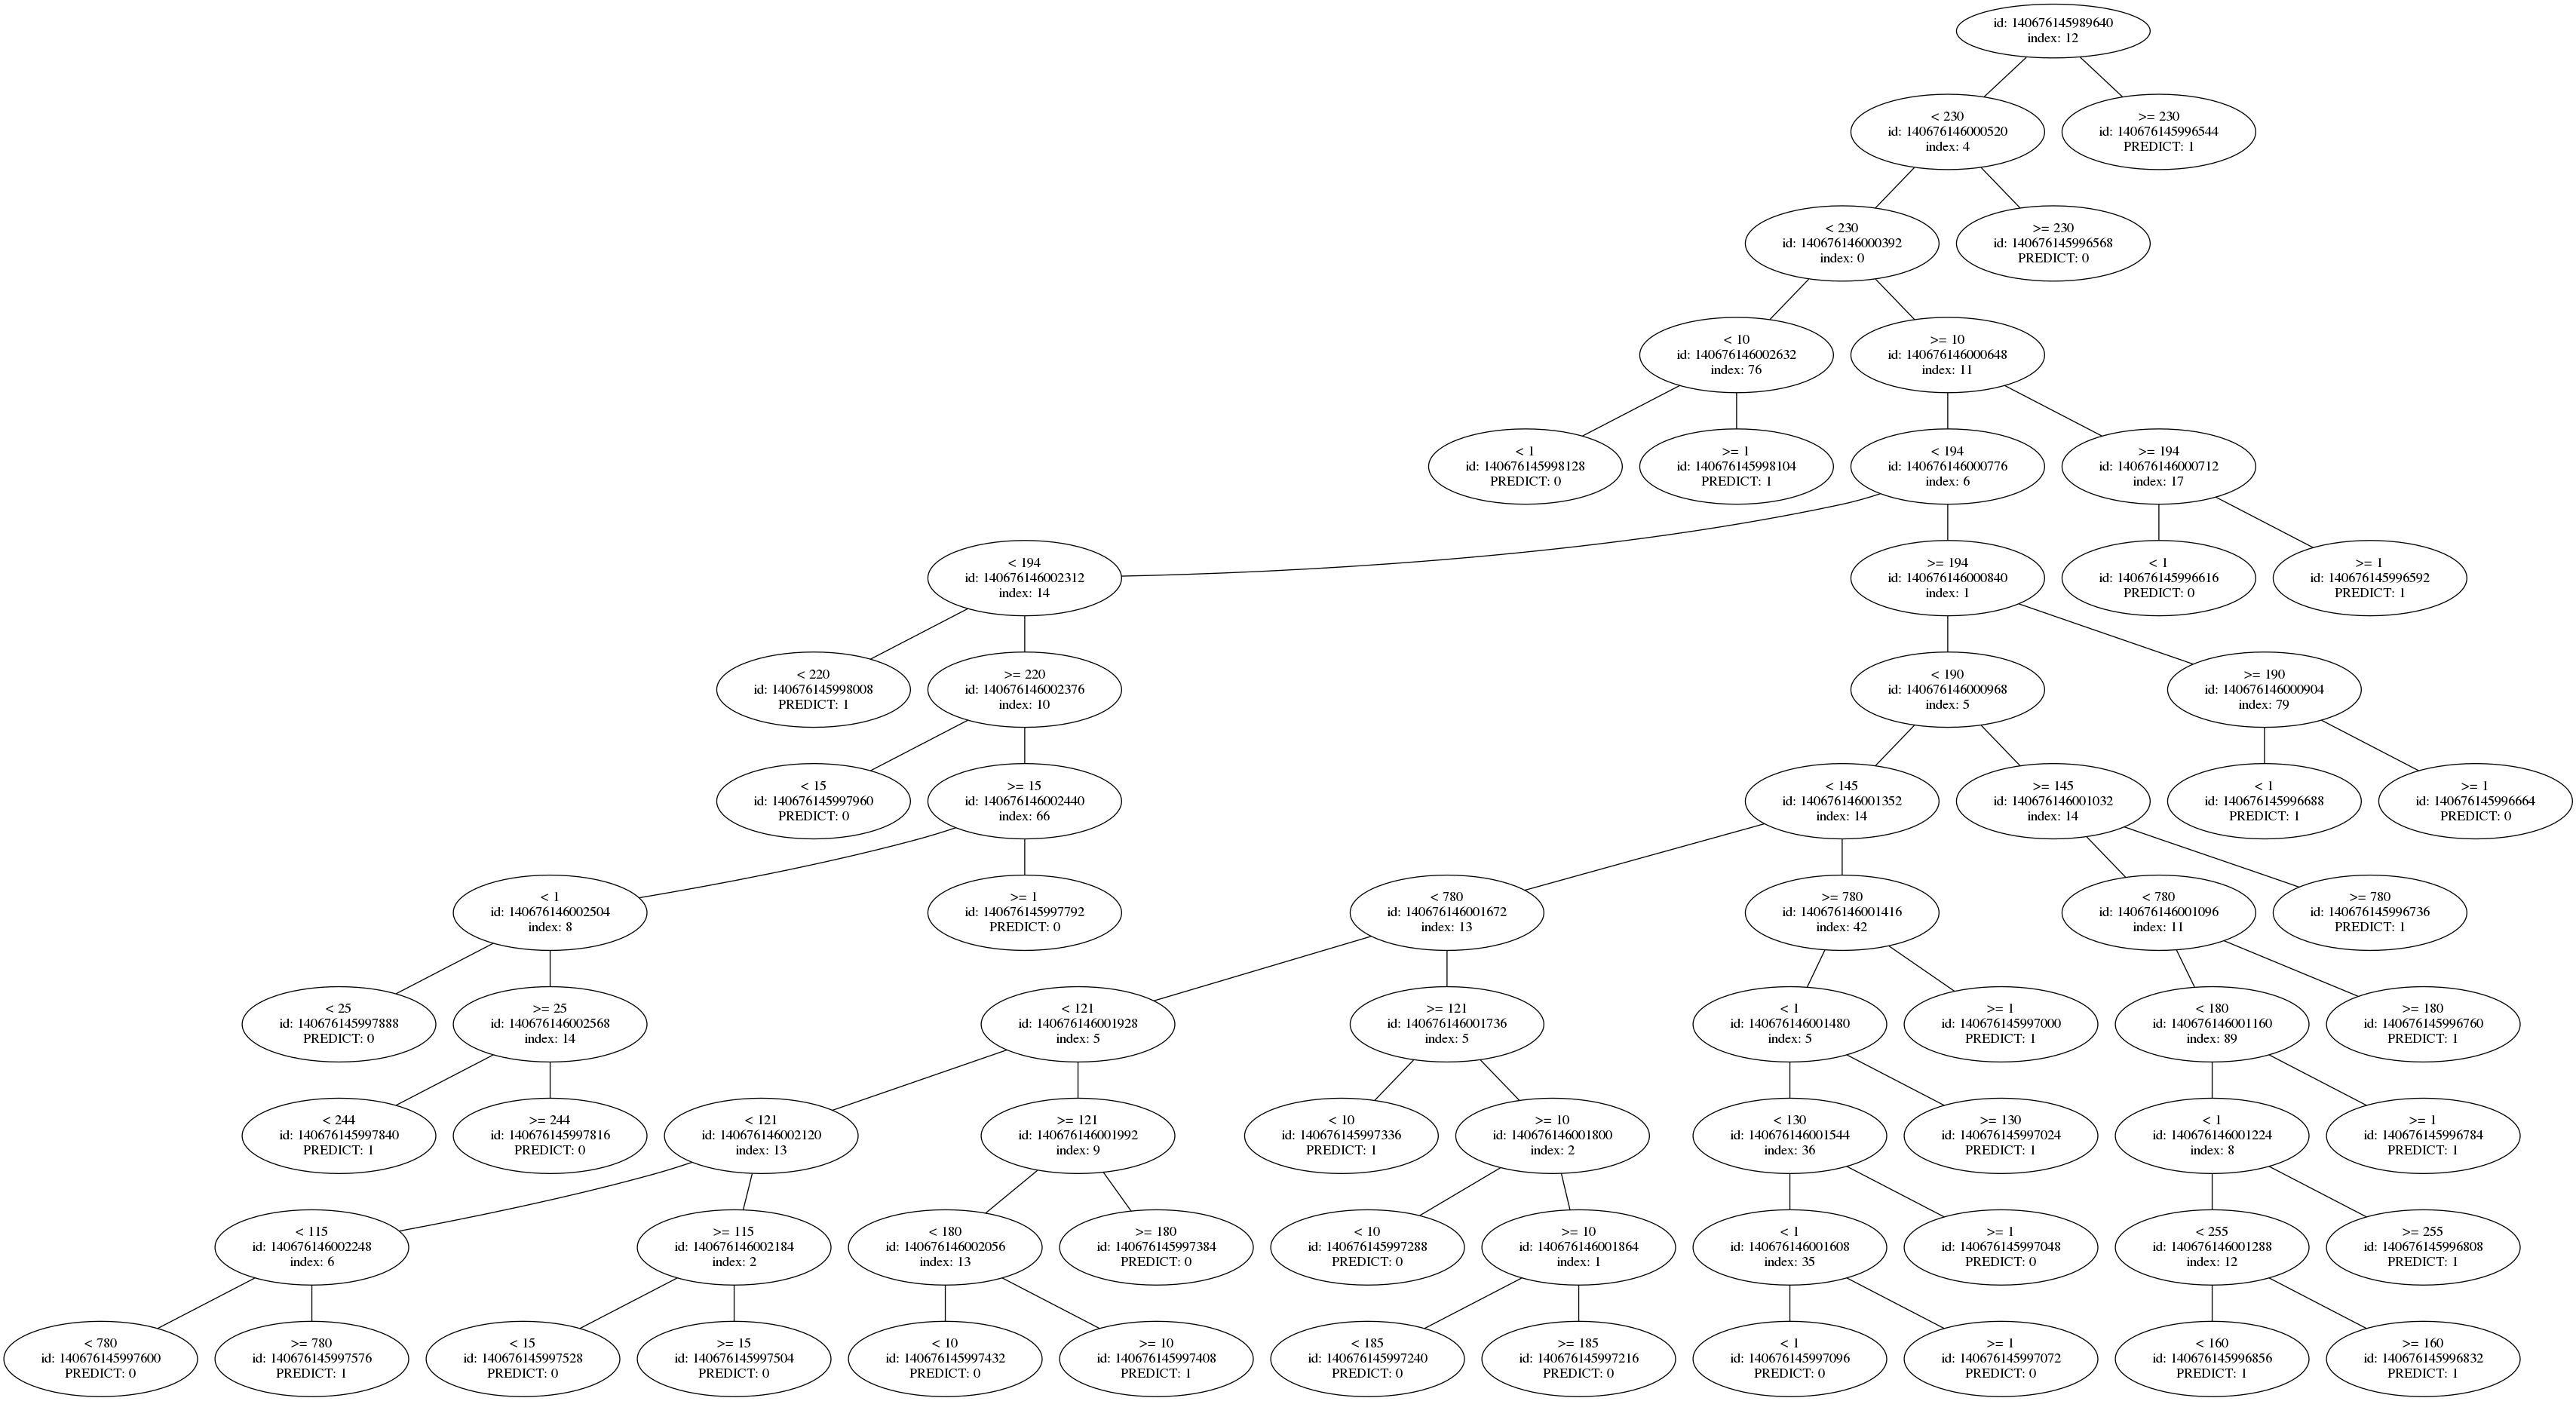 id: 140676145989640
index: 12
< 230
id: 140676146000520
index: 4
>= 230
id: 140676145996544
PREDICT: 1
< 230
id: 140676146000392
index: 0
>= 230
id: 140676145996568
PREDICT: 0
< 10
id: 140676146002632
index: 76
>= 10
id: 140676146000648
index: 11
< 1
id: 140676145998128
PREDICT: 0
>= 1
id: 140676145998104
PREDICT: 1
< 194
id: 140676146000776
index: 6
>= 194
id: 140676146000712
index: 17
< 194
id: 140676146002312
index: 14
>= 194
id: 140676146000840
index: 1
< 1
id: 140676145996616
PREDICT: 0
>= 1
id: 140676145996592
PREDICT: 1
< 220
id: 140676145998008
PREDICT: 1
>= 220
id: 140676146002376
index: 10
< 190
id: 140676146000968
index: 5
>= 190
id: 140676146000904
index: 79
< 15
id: 140676145997960
PREDICT: 0
>= 15
id: 140676146002440
index: 66
< 145
id: 140676146001352
index: 14
>= 145
id: 140676146001032
index: 14
< 1
id: 140676145996688
PREDICT: 1
>= 1
id: 140676145996664
PREDICT: 0
< 1
id: 140676146002504
index: 8
>= 1
id: 140676145997792
PREDICT: 0
< 780
id: 140676146001672
index: 13
>= 780
id: 140676146001416
index: 42
< 780
id: 140676146001096
index: 11
>= 780
id: 140676145996736
PREDICT: 1
< 25
id: 140676145997888
PREDICT: 0
>= 25
id: 140676146002568
index: 14
< 121
id: 140676146001928
index: 5
>= 121
id: 140676146001736
index: 5
< 1
id: 140676146001480
index: 5
>= 1
id: 140676145997000
PREDICT: 1
< 180
id: 140676146001160
index: 89
>= 180
id: 140676145996760
PREDICT: 1
< 244
id: 140676145997840
PREDICT: 1
>= 244
id: 140676145997816
PREDICT: 0
< 121
id: 140676146002120
index: 13
>= 121
id: 140676146001992
index: 9
< 10
id: 140676145997336
PREDICT: 1
>= 10
id: 140676146001800
index: 2
< 130
id: 140676146001544
index: 36
>= 130
id: 140676145997024
PREDICT: 1
< 1
id: 140676146001224
index: 8
>= 1
id: 140676145996784
PREDICT: 1
< 115
id: 140676146002248
index: 6
>= 115
id: 140676146002184
index: 2
< 180
id: 140676146002056
index: 13
>= 180
id: 140676145997384
PREDICT: 0
< 10
id: 140676145997288
PREDICT: 0
>= 10
id: 140676146001864
index: 1
< 1
id: 140676146001608
index: 35
>= 1
id: 140676145997048
PREDICT: 0
< 255
id: 140676146001288
index: 12
>= 255
id: 140676145996808
PREDICT: 1
< 780
id: 140676145997600
PREDICT: 0
>= 780
id: 140676145997576
PREDICT: 1
< 15
id: 140676145997528
PREDICT: 0
>= 15
id: 140676145997504
PREDICT: 0
< 10
id: 140676145997432
PREDICT: 0
>= 10
id: 140676145997408
PREDICT: 1
< 185
id: 140676145997240
PREDICT: 0
>= 185
id: 140676145997216
PREDICT: 0
< 1
id: 140676145997096
PREDICT: 0
>= 1
id: 140676145997072
PREDICT: 0
< 160
id: 140676145996856
PREDICT: 1
>= 160
id: 140676145996832
PREDICT: 1